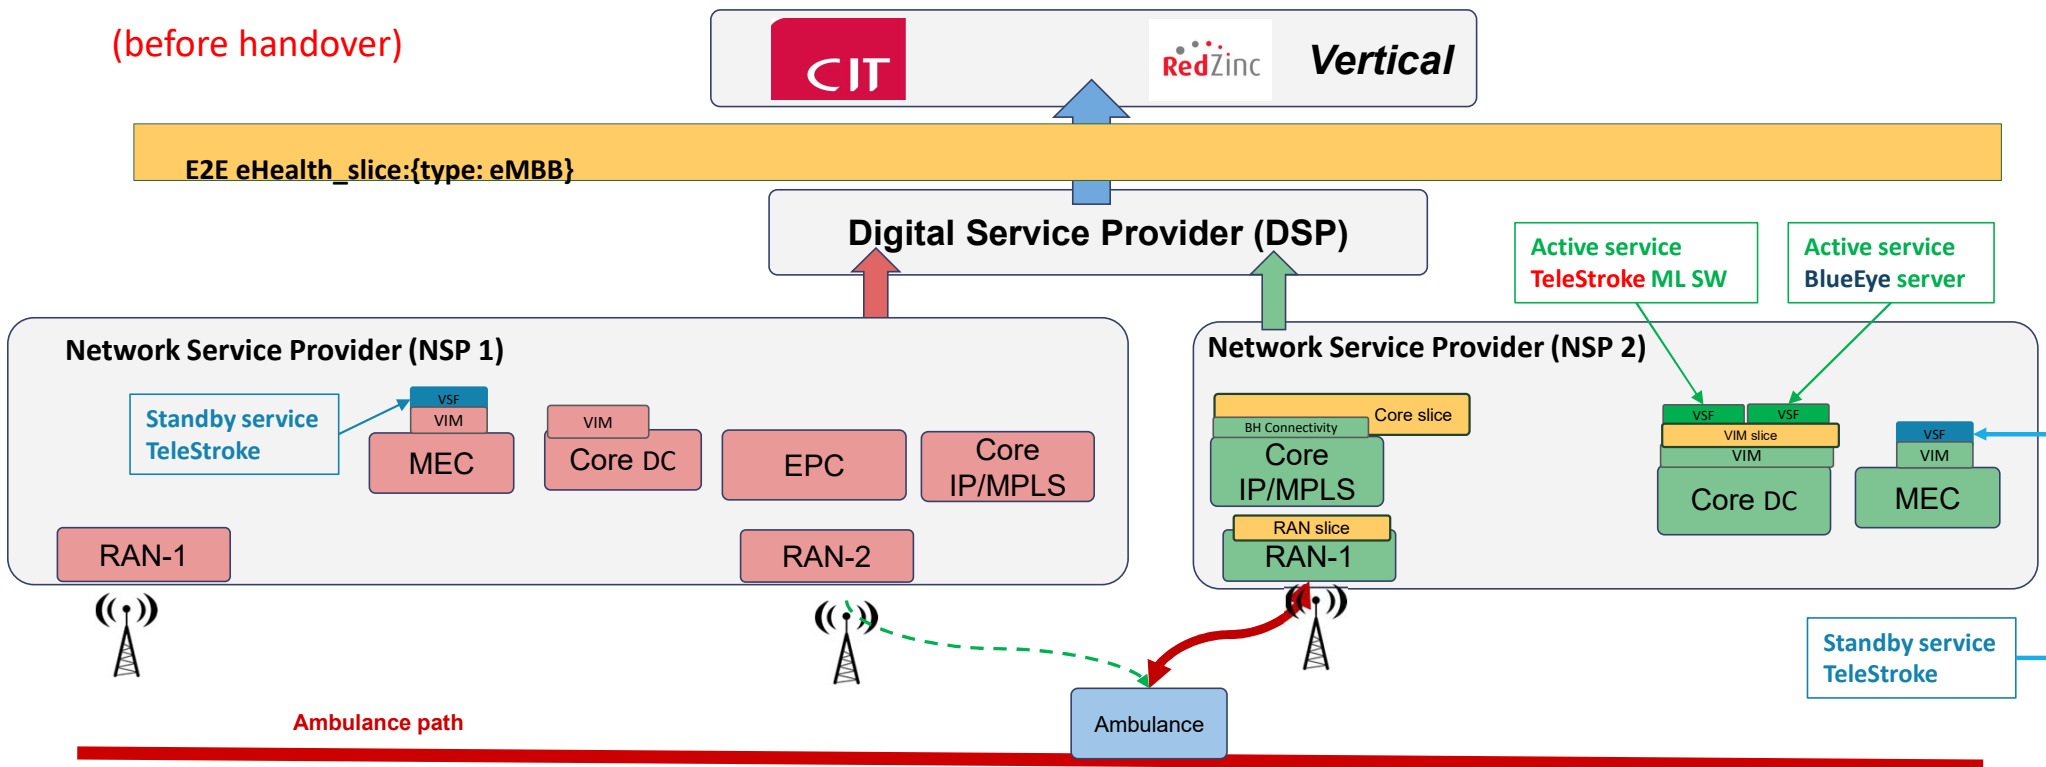 (before handover)
CIT
RedZinc
Vertical
E2E eHealth_slice:{type: eMBB}
Digital Service Provider (DSP)
Active service
TeleStroke ML SW
Active service
BlueEye server
Network Service Provider (NSP 1)
Standby service
TeleStroke
VSF
VIM
MEC
VIM
Core DC
EPC
Core
IP/MPLS
RAN-1
RAN-2
Network Service Provider (NSP 2)
Core slice
BH Connectivity
Core
IP/MPLS
RAN slice
RAN-1
VSF
VSF
VIM slice
VIM
Core DC
VSF
VIM
MEC
Standby service
TeleStroke
Ambulance path
Ambulance